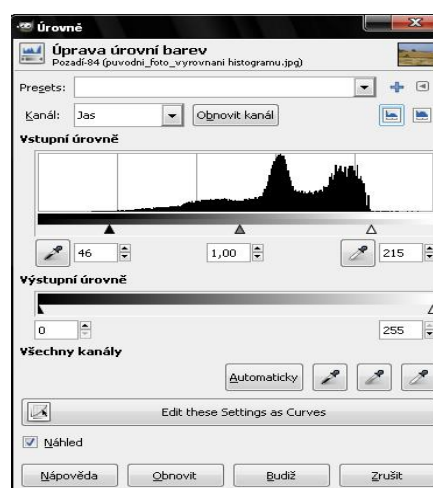 Úrovně
Úprava úrovní barev
Pozadí-84 (puvodni_foto_vyrovnani histogramu.jpg)
Presets:
Kanál: Jas Obnovit kanál
Vstupní úrovně
46 1,00 215
Výstupní úrovně
0 255
Všechny kanály
Automaticky
Edit these Settings as Curves
Náhled
Nápověda Obnovit Budiž Zrušit